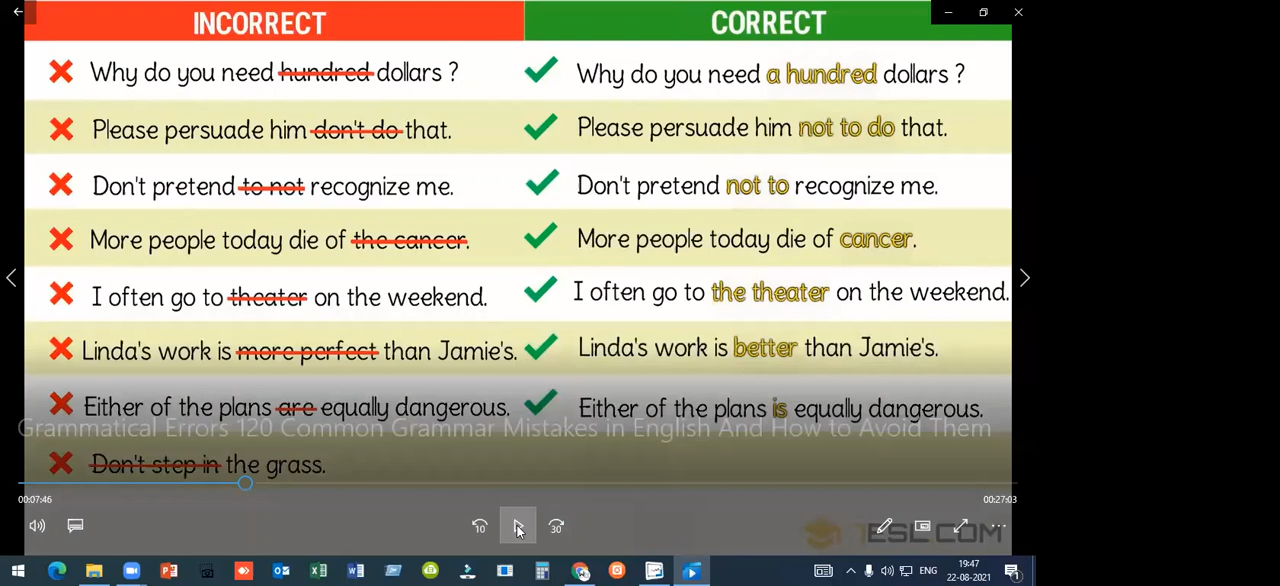 INCORRECT CORRECT
Why do you need hundred dollars ? Why do you need a hundred dollars ?
Please persuade him don't do that. Please persuade him not to do that.
Don't pretend to not recognize me. Don't pretend not to recognize me.
More people today die of the cancer. More people today die of cancer.
I often go to theater on the weekend. I often go to the theater on the weekend.
Linda's work is more perfect than Jamie's. Linda's work is better than Jamie's.
Either of the plans are equally dangerous. Either of the plans is equally dangerous.
Grammatical Errors 120 Common Grammar Mistakes in English And How to Avoid Them
Don't step in the grass.
00:07:46 00:27:03
10 30
7ESL.COM
ENG 19:47
22-08-2021 1